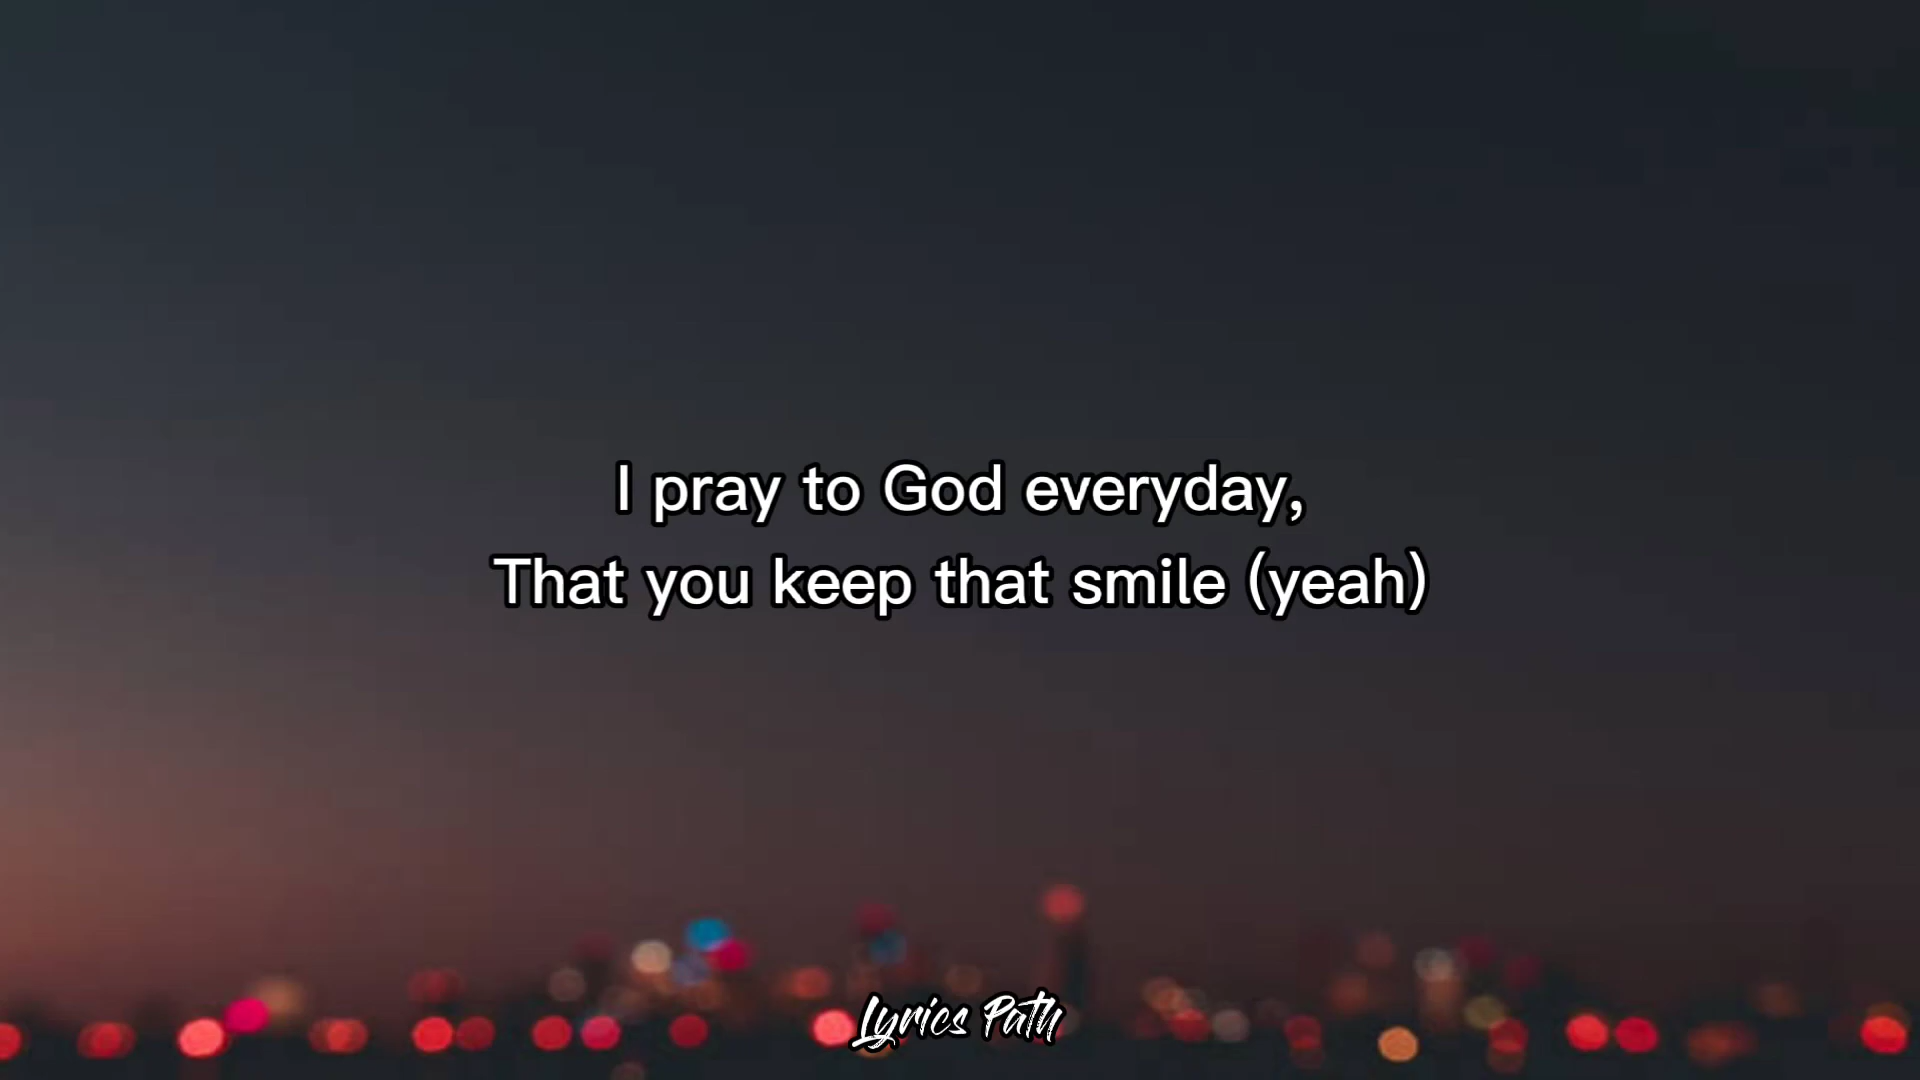 I pray to God everyday,
That you keep that smile (yeah)
Lyrics Path